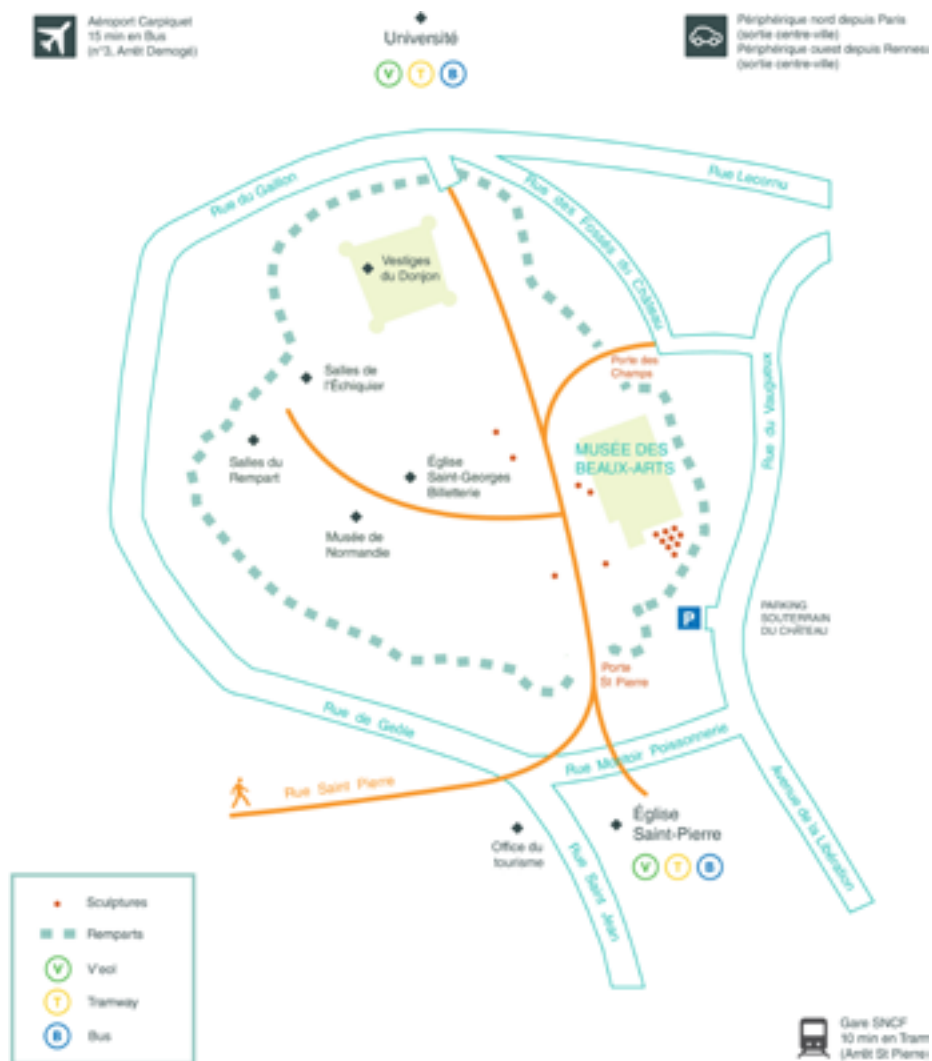 Aéroport Carpiquet
15 min en Bus
(n°3, Arrêt Demogé)
Université
V T B
Périphérique nord depuis Paris
(sortie centre-ville)
Périphérique ouest depuis Rennes
(sortie centre-ville)
Rue du Gaillon
Rue Lecornu
Rue des Fossés du Château
Vestiges
du Donjon
Porte des
Champs
Salles de
l'Échiquier
Rue du Vaugueux
MUSÉE DES
BEAUX-ARTS
Salles du
Rempart
Église
Saint-Georges
Billetterie
Musée de
Normandie
P
PARKING
SOUTERRAIN
DU CHÂTEAU
Porte
St Pierre
Rue de Geôle
Rue Montoir Poissonnerie
Rue Saint Pierre
Avenue de la Libération
Église
Saint-Pierre
V T B
Office du
tourisme
Rue Saint Jean
Sculptures
Remparts
V V'eol
T Tramway
B Bus
Gare SNCF
10 min en Tram
(Arrêt St Pierre)